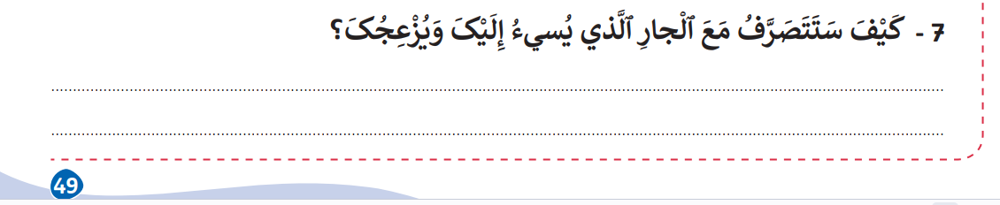 7 - كَيْفَ سَتَتَصَرَّفُ مَعَ ٱلْجارِ ٱلَّذي يُسيءُ إِلَيْكَ وَيُزْعِجُكَ؟
49